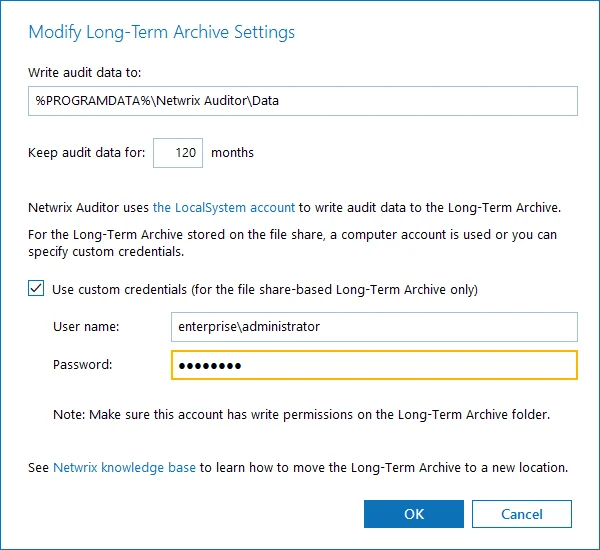 Modify Long-Term Archive Settings
Write audit data to:
%PROGRAMDATA%\Netwrix Auditor\Data
Keep audit data for: 120 months
Netwrix Auditor uses the LocalSystem account to write audit data to the Long-Term Archive.
For the Long-Term Archive stored on the file share, a computer account is used or you can
specify custom credentials.
Use custom credentials (for the file share-based Long-Term Archive only)
User name: enterprise\administrator
Password: ●●●●●●●●
Note: Make sure this account has write permissions on the Long-Term Archive folder.
See Netwrix knowledge base to learn how to move the Long-Term Archive to a new location.
OK Cancel